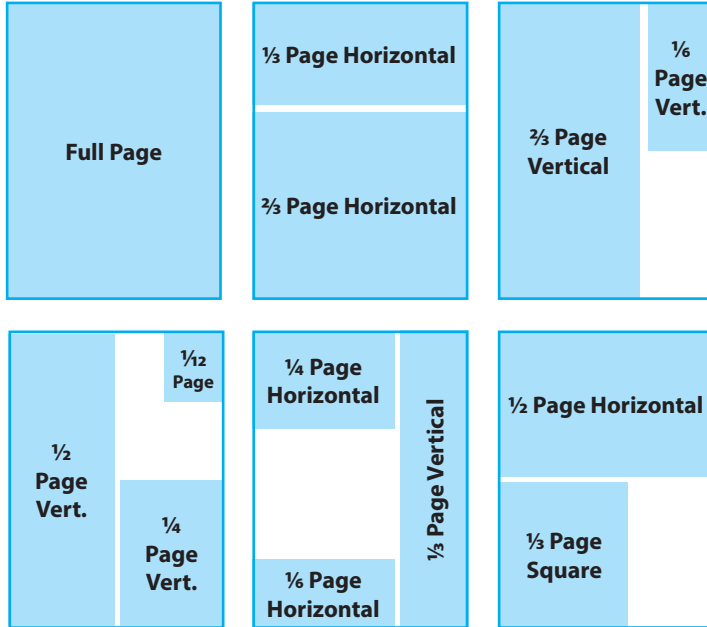 Full Page
⅓ Page Horizontal
⅔ Page Horizontal
⅔ Page
Vertical
⅙
Page
Vert.
½
Page
Vert.
1⁄12
Page
¼
Page
Vert.
¼ Page
Horizontal
⅙ Page
Horizontal
⅓ Page Vertical
½ Page Horizontal
⅓ Page
Square